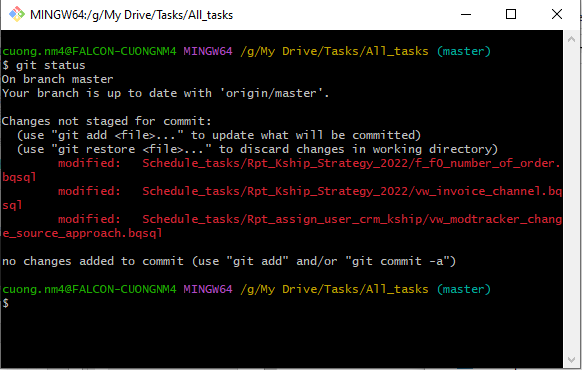 MINGW64:/g/My Drive/Tasks/All_tasks
cuong.nm4@FALCON-CUONGNM4 MINGW64 /g/My Drive/Tasks/All_tasks (master)
$ git status
On branch master
Your branch is up to date with 'origin/master'.
Changes not staged for commit:
(use "git add <file>..." to update what will be committed)
(use "git restore <file>..." to discard changes in working directory)
modified: Schedule_tasks/Rpt_Kship_Strategy_2022/f_f0_number_of_order.
bqsql
modified: Schedule_tasks/Rpt_Kship_Strategy_2022/vw_invoice_channel.bq
sql
modified: Schedule_tasks/Rpt_assign_user_crm_kship/vw_modtracker_chang
e_source_approach.bqsql
no changes added to commit (use "git add" and/or "git commit -a")
cuong.nm4@FALCON-CUONGNM4 MINGW64 /g/My Drive/Tasks/All_tasks (master)
$